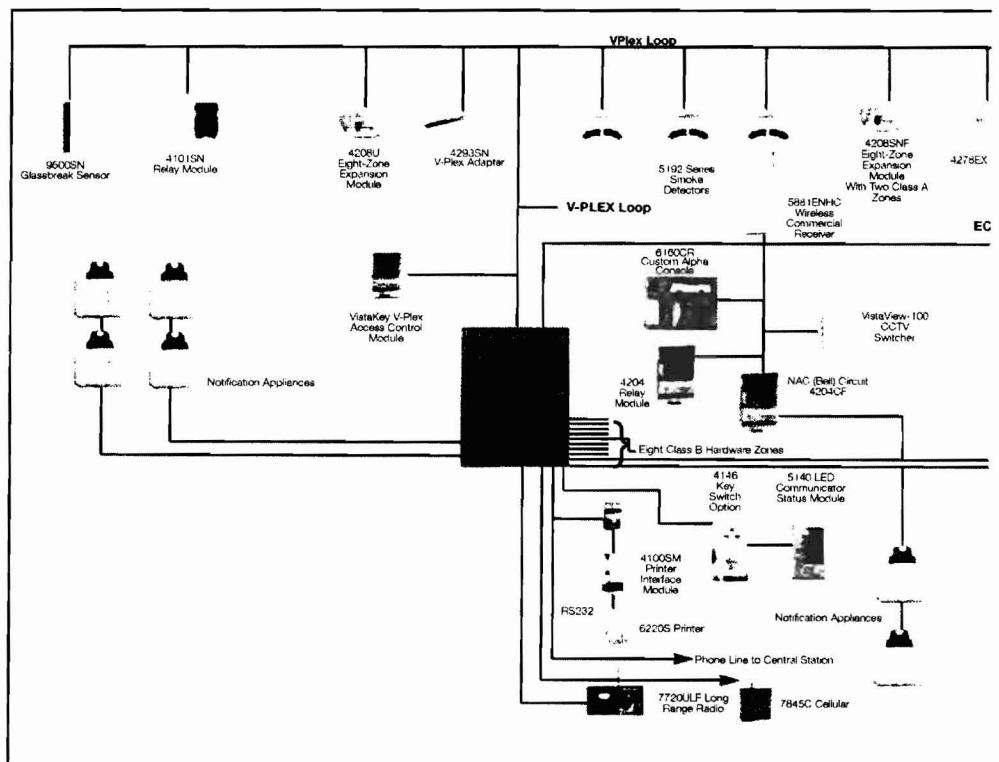 VPlex Loop
9500SN
Glassbreak Sensor
4101SN
Relay Module
4208U
Eight-Zone
Expansion
Module
4293SN
V-Plex Adapter
5192 Series
Smoke
Detectors
4208SNF
Eight-Zone
Expansion
Module
With Two Class A
Zones
4278EX
V-PLEX Loop
5881ENHC
Wireless
Commercial
Receiver
EC
6160CR
Custom Alpha
Console
VistaKey V-Plex
Access Control
Module
VistaView-100
CCTV
Switcher
Notification Appliances
4204
Relay
Module
NAC (Bell) Circuit
4204CF
Eight Class B Hardware Zones
4146
Key
Switch
Option
5140 LED
Communicator
Status Module
4100SM
Printer
Interface
Module
RS232
6220S Printer
Notification Appliances
Phone Line to Central Station
7720ULF Long
Range Radio
7845C Cellular